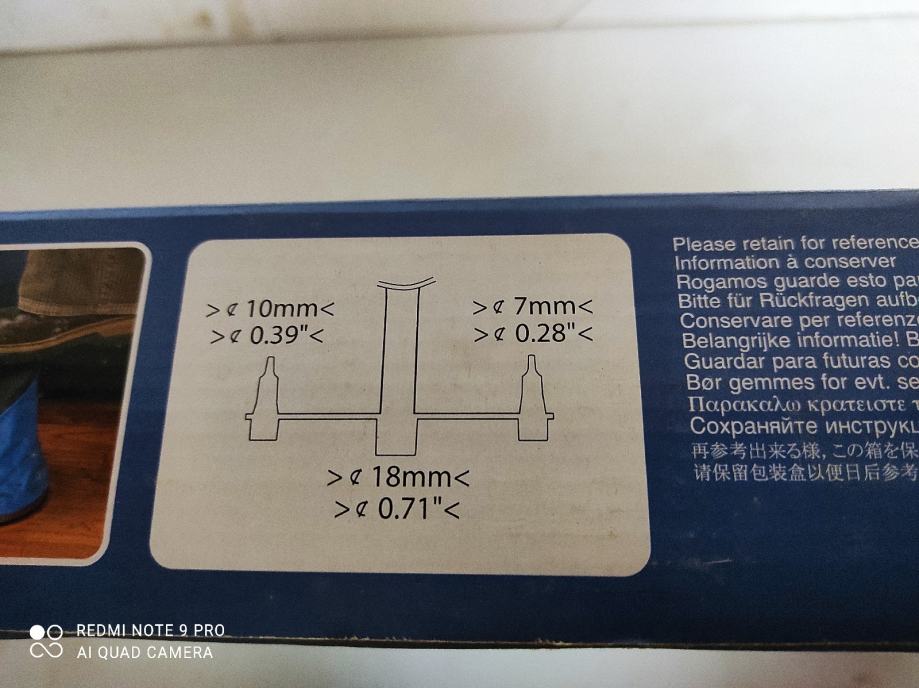 >¢ 10mm<
>¢ 0.39"<
>¢ 7mm<
>¢ 0.28"<
>¢ 18mm<
>¢ 0.71"<
Please retain for reference
Information à conserver
Rogamos guarde esto
Bitte für Rückfragen
Conservare per
Belangrijke informatie!
Guardar para futuras
Bør gemmes for evt.
Παρακαλω κρατειστε
Сохраняйте
再参考出来る様，この箱を保
请保留包装盒以便日后参考
REDMI NOTE 9 PRO
AI QUAD CAMERA